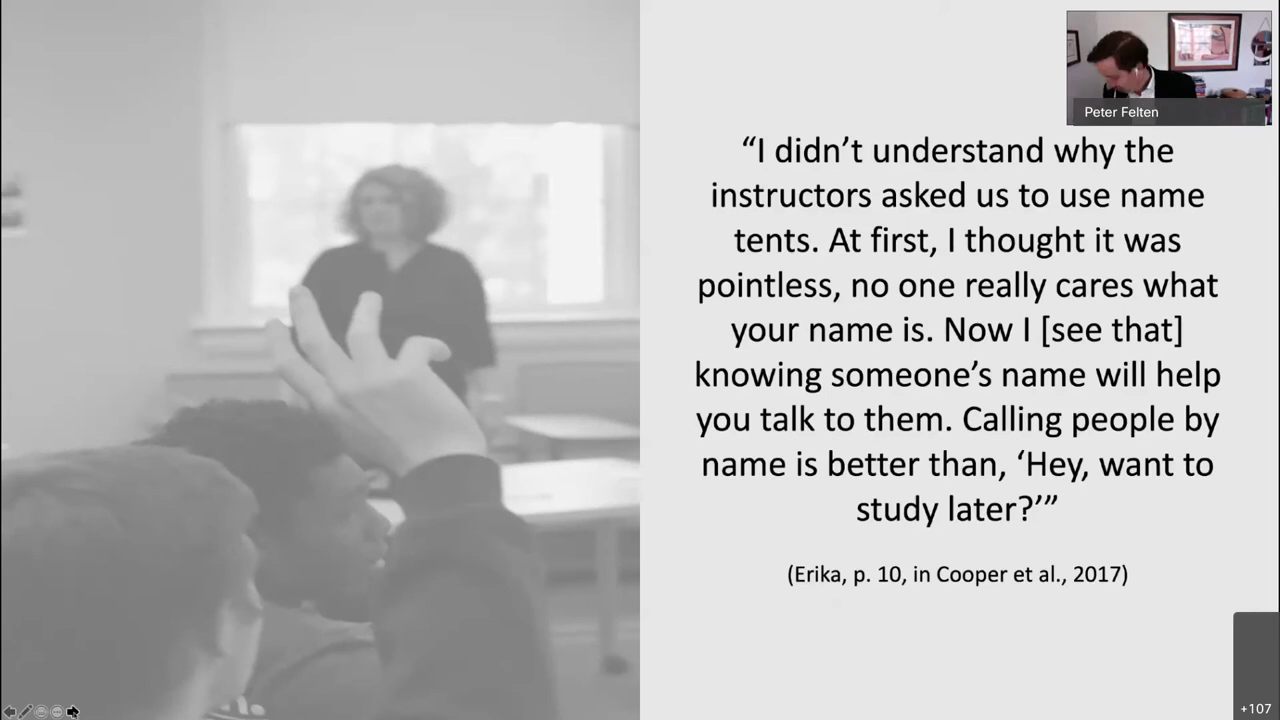 Peter Felten
“I didn’t understand why the
instructors asked us to use name
tents. At first, I thought it was
pointless, no one really cares what
your name is. Now I [see that]
knowing someone’s name will help
you talk to them. Calling people by
name is better than, ‘Hey, want to
study later?’”
(Erika, p. 10, in Cooper et al., 2017)
+107